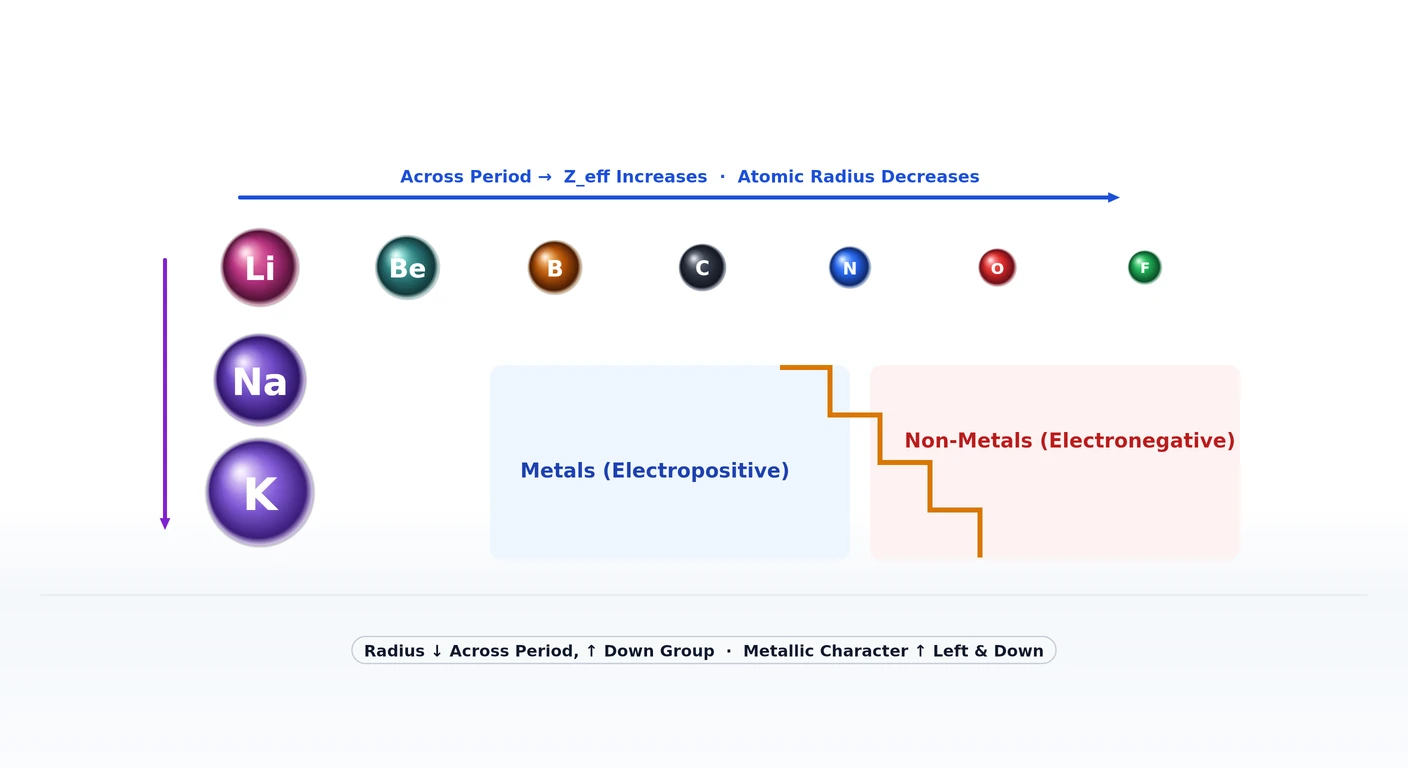 Across Period → Z_eff Increases · Atomic Radius Decreases
Li Be B C N O F
Na
K
Non-Metals (Electronegative)
Metals (Electropositive)
Radius ↓ Across Period, ↑ Down Group · Metallic Character ↑ Left & Down